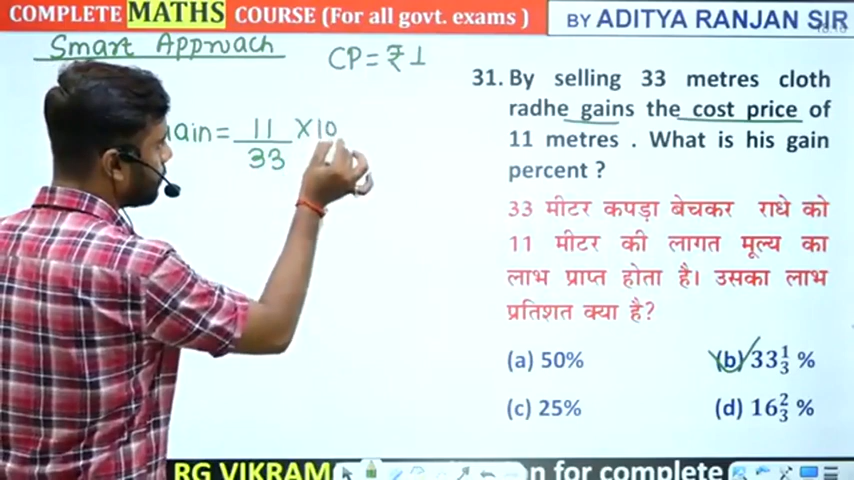 COMPLETE MATHS COURSE (For all govt. exams )
BY ADITYA RANJAN SIR
Smart Approach
CP = ₹ 1
ain = 11/33 × 10
31. By selling 33 metres cloth
radhe gains the cost price of
11 metres . What is his gain
percent ?
33 मीटर कपड़ा बेचकर राधे को
11 मीटर की लागत मूल्य का
लाभ प्राप्त होता है। उसका लाभ
प्रतिशत क्या है?
(a) 50% (b) 33 1/3 %
(c) 25% (d) 16 2/3 %
RG VIKRAM
on for complete